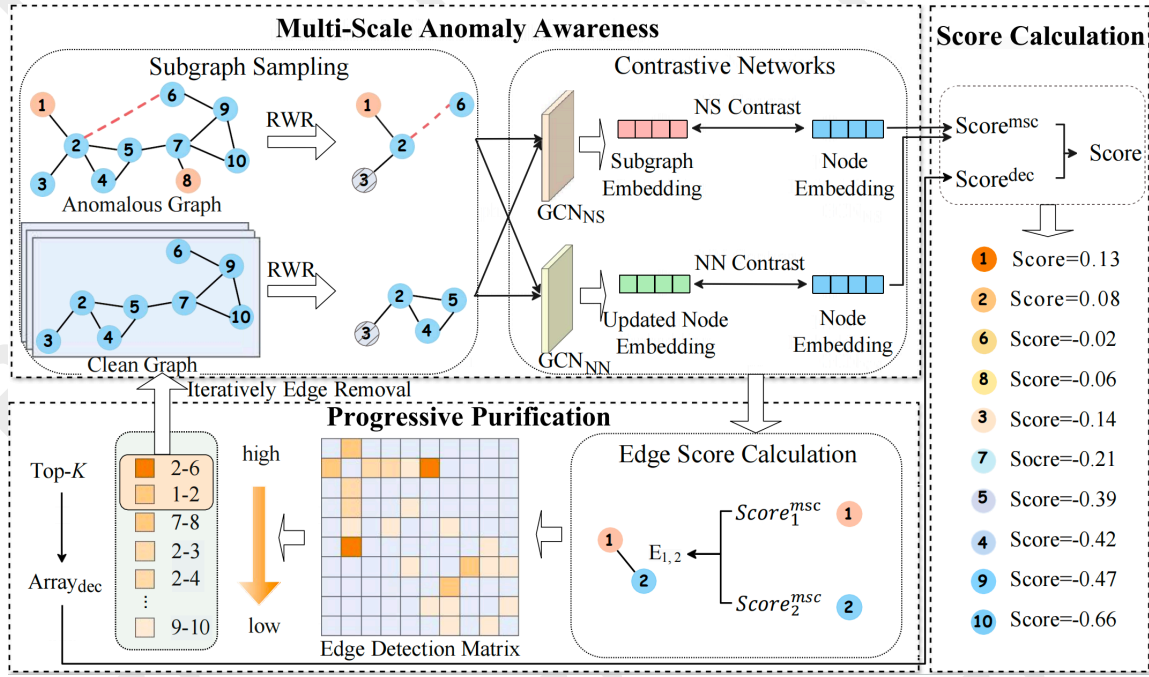 Multi-Scale Anomaly Awareness
Subgraph Sampling
1
6
9
2
5
7
10
4
3
8
Anomalous Graph
RWR
1
6
2
3
6
9
2
5
7
10
4
3
Clean Graph
RWR
2
5
4
3
Contrastive Networks
GCN_NS
Subgraph
Embedding
NS Contrast
Node
Embedding
GCN_NN
Updated Node
Embedding
NN Contrast
Node
Embedding
Score Calculation
Score^msc
Score^dec
Score
1 Score=0.13
2 Score=0.08
6 Score=-0.02
8 Score=-0.06
3 Score=-0.14
7 Socre=-0.21
5 Score=-0.39
4 Score=-0.42
9 Score=-0.47
10 Score=-0.66
Iteratively Edge Removal
Progressive Purification
Top-K
Array_dec
2-6
1-2
7-8
2-3
2-4
⋮
9-10
high
low
Edge Detection Matrix
Edge Score Calculation
1
2
E_1, 2
Score_1^msc 1
Score_2^msc 2